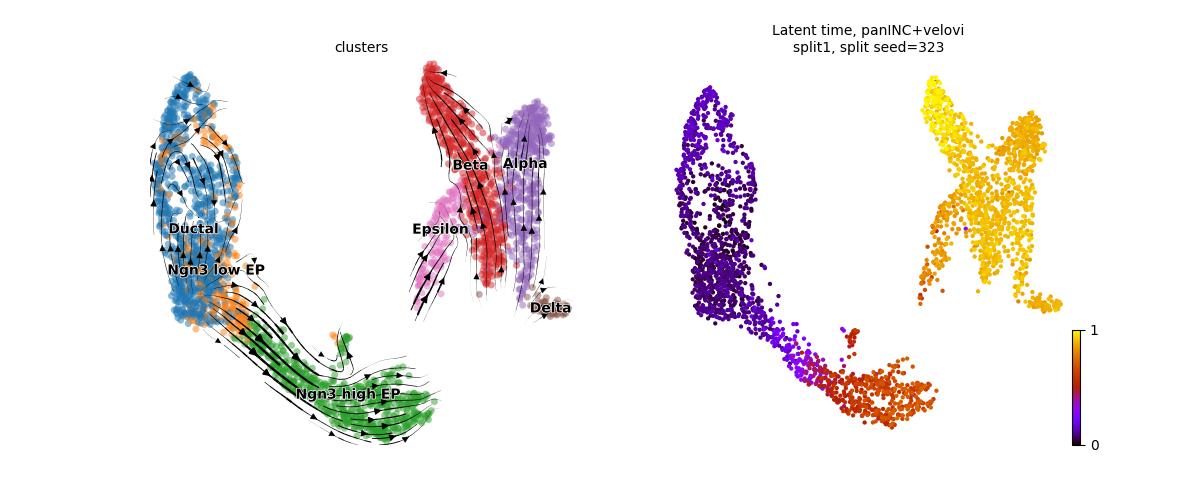 clusters
Beta
Alpha
Epsilon
Ductal
Ngn3 low EP
Delta
Ngn3 high EP
Latent time, panINC+velovi
split1, split seed=323
1
0